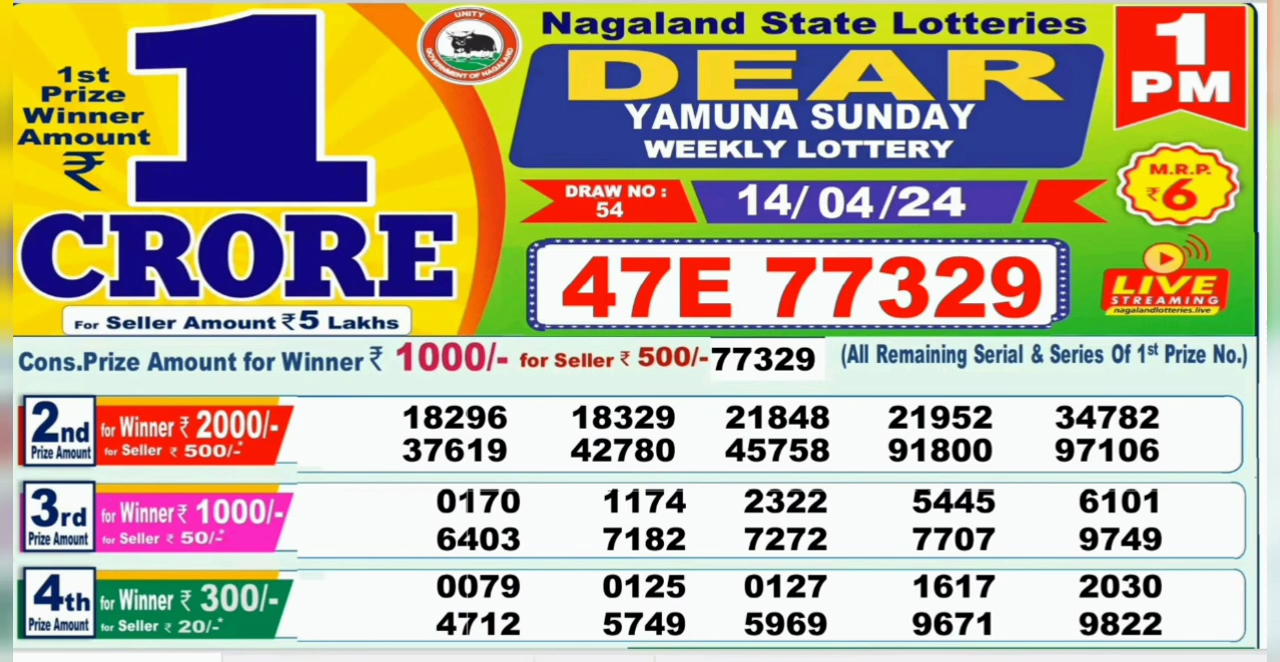 1st
Prize
Winner
Amount
₹
1
CRORE
For Seller Amount ₹ 5 Lakhs
UNITY
GOVERNMENT OF NAGALAND
Nagaland State Lotteries
DEAR
YAMUNA SUNDAY
WEEKLY LOTTERY
1
PM
DRAW NO :
54
14/ 04 /24
M.R.P.
₹6
47E 77329
LIVE
STREAMING
nagalandlotteries.live
Cons.Prize Amount for Winner ₹ 1000/- for Seller ₹ 500/- 77329 (All Remaining Serial & Series Of 1st Prize No.)
2nd
Prize Amount
for Winner ₹ 2000/-
for Seller ₹ 500/-*
18296 18329 21848 21952 34782
37619 42780 45758 91800 97106
3rd
Prize Amount
for Winner ₹ 1000/-
for Seller ₹ 50/-*
0170 1174 2322 5445 6101
6403 7182 7272 7707 9749
4th
Prize Amount
for Winner ₹ 300/-
for Seller ₹ 20/-*
0079 0125 0127 1617 2030
4712 5749 5969 9671 9822